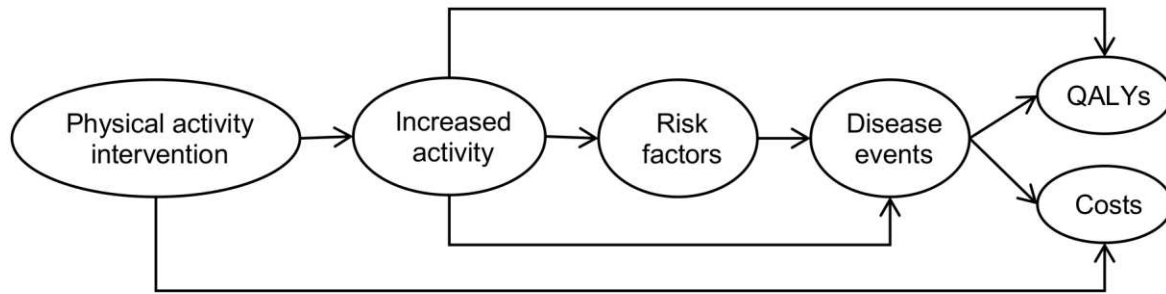 Physical activity
intervention
Increased
activity
Risk
factors
Disease
events
QALYs
Costs